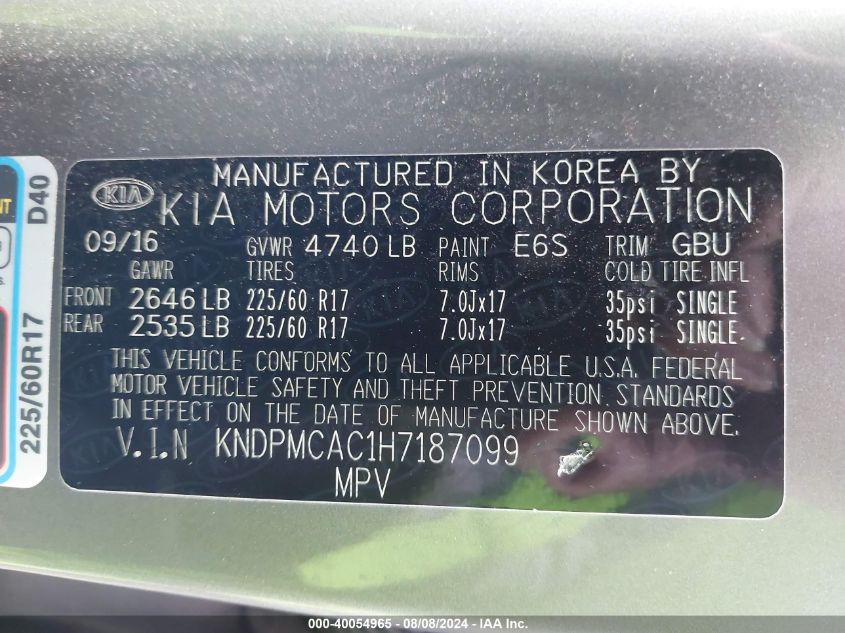 MANUFACTURED IN KOREA BY
KIA KIA MOTORS CORPORATION
09/16 GVWR 4740 LB PAINT E6S TRIM GBU
GAWR TIRES RIMS COLD TIRE INFL
FRONT 2646 LB 225/60 R17 7.0Jx17 35psi SINGLE
REAR 2535 LB 225/60 R17 7.0Jx17 35psi SINGLE
THIS VEHICLE CONFORMS TO ALL APPLICABLE U.S.A. FEDERAL
MOTOR VEHICLE SAFETY AND THEFT PREVENTION STANDARDS
IN EFFECT ON THE DATE OF MANUFACTURE SHOWN ABOVE.
V.I.N KNDPMCAC1H7187099
MPV
D40
225/60R17
000-40054965 - 08/08/2024 - IAA Inc.